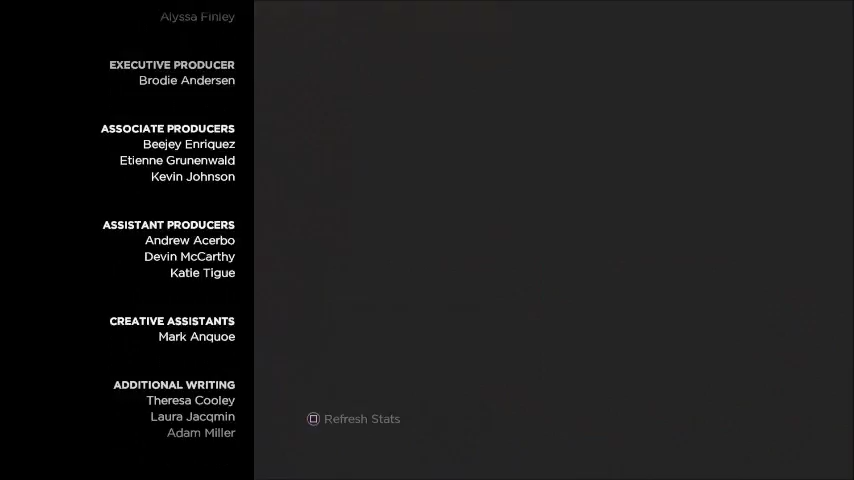 Alyssa Finley
EXECUTIVE PRODUCER
Brodie Andersen
ASSOCIATE PRODUCERS
Beejey Enriquez
Etienne Grunenwald
Kevin Johnson
ASSISTANT PRODUCERS
Andrew Acerbo
Devin McCarthy
Katie Tigue
CREATIVE ASSISTANTS
Mark Anquoe
ADDITIONAL WRITING
Theresa Cooley
Laura Jacqmin
Adam Miller
Refresh Stats